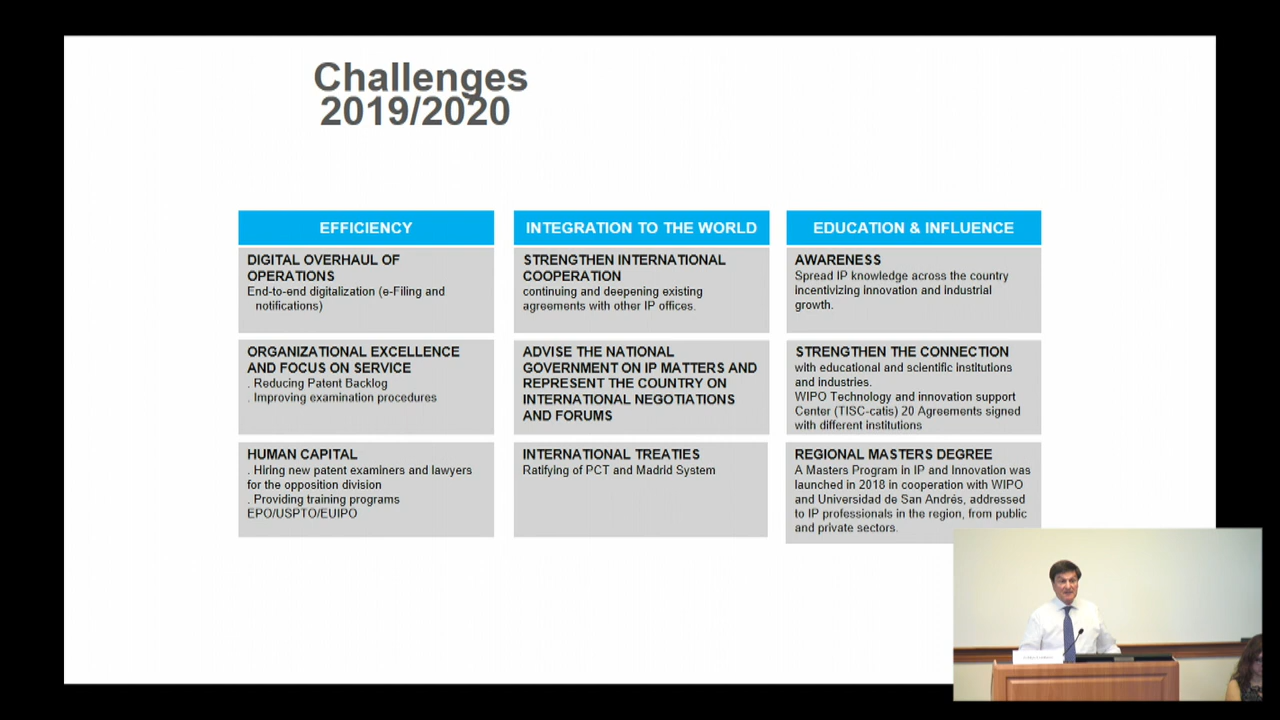 Challenges
2019/2020
EFFICIENCY
DIGITAL OVERHAUL OF
OPERATIONS
End-to-end digitalization (e-Filing and
notifications)
ORGANIZATIONAL EXCELLENCE
AND FOCUS ON SERVICE
. Reducing Patent Backlog
. Improving examination procedures
HUMAN CAPITAL
. Hiring new patent examiners and lawyers
for the opposition division
. Providing training programs
EPO/USPTO/EUIPO
INTEGRATION TO THE WORLD
STRENGTHEN INTERNATIONAL
COOPERATION
continuing and deepening existing
agreements with other IP offices.
ADVISE THE NATIONAL
GOVERNMENT ON IP MATTERS AND
REPRESENT THE COUNTRY ON
INTERNATIONAL NEGOTIATIONS
AND FORUMS
INTERNATIONAL TREATIES
Ratifying of PCT and Madrid System
EDUCATION & INFLUENCE
AWARENESS
Spread IP knowledge across the country
incentivizing innovation and industrial
growth.
STRENGTHEN THE CONNECTION
with educational and scientific institutions
and industries.
WIPO Technology and innovation support
Center (TISC-catis) 20 Agreements signed
with different institutions
REGIONAL MASTERS DEGREE
A Masters Program in IP and Innovation was
launched in 2018 in cooperation with WIPO
and Universidad de San Andrés, addressed
to IP professionals in the region, from public
and private sectors.